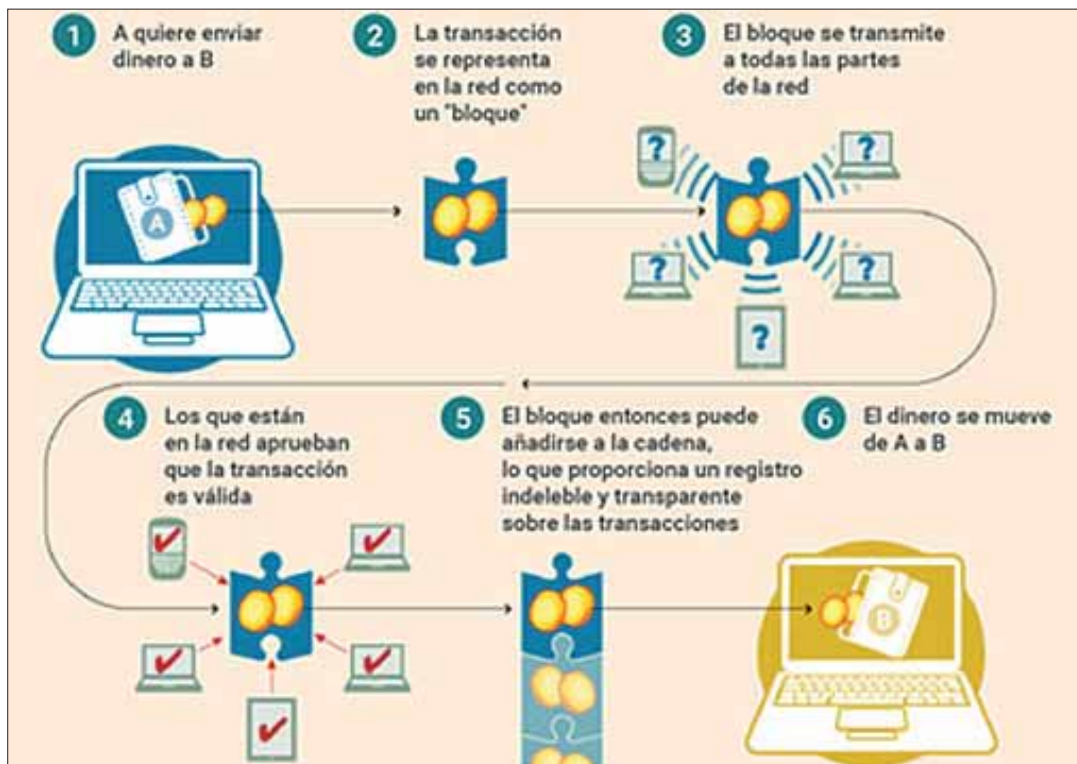 1 A quiere enviar
dinero a B
2 La transacción
se representa
en la red como
un "bloque"
3 El bloque se transmite
a todas las partes
de la red
A
?
?
?
?
?
4 Los que están
en la red aprueban
que la transacción
es válida
5 El bloque entonces puede
añadirse a la cadena,
lo que proporciona un registro
indeleble y transparente
sobre las transacciones
6 El dinero se mueve
de A a B
B